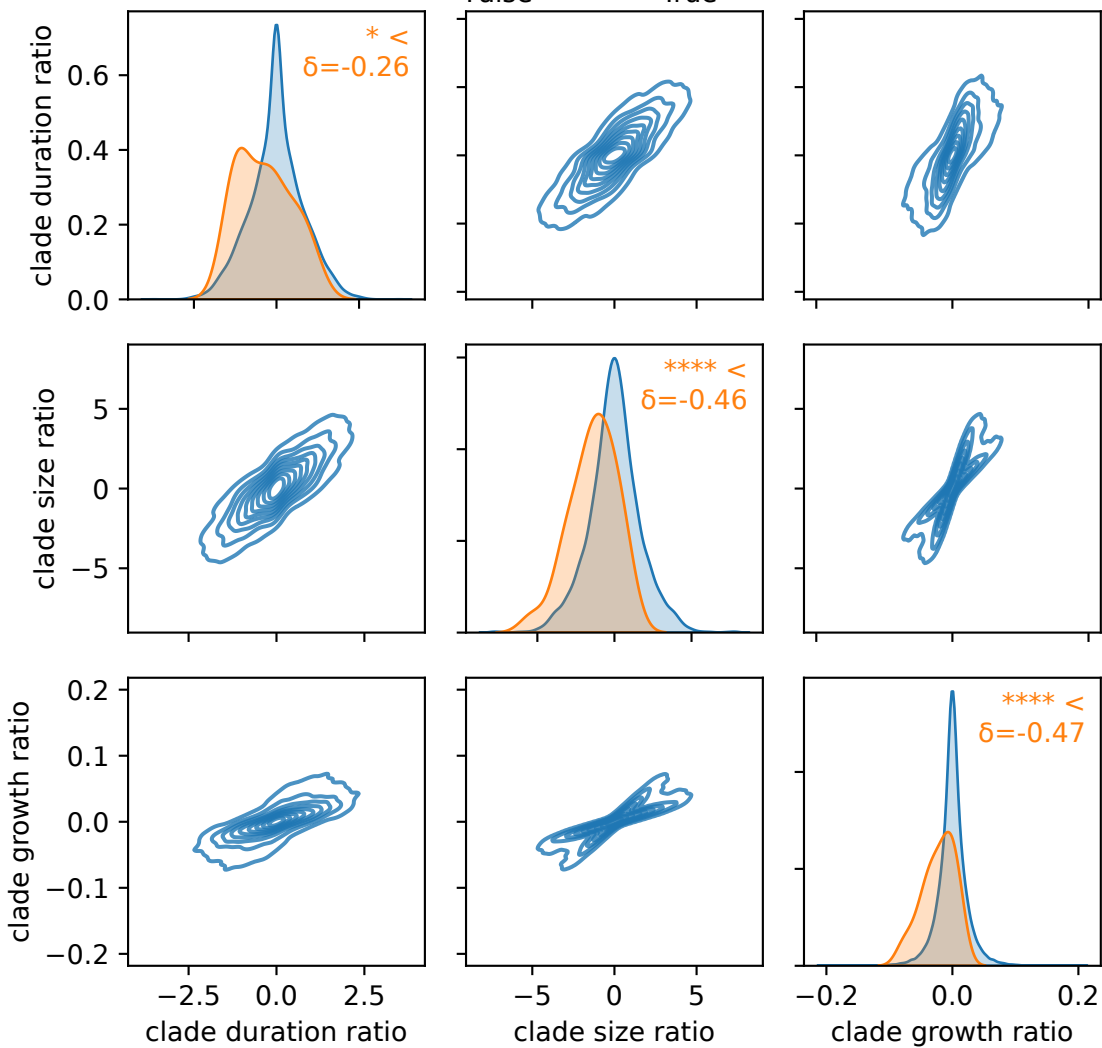 False True
* <
δ=-0.26
clade duration ratio
0.6
0.4
0.2
0.0
**** <
δ=-0.46
clade size ratio
5
0
−5
**** <
δ=-0.47
clade growth ratio
0.2
0.1
0.0
−0.1
−0.2
−2.5 0.0 2.5
−5 0 5
−0.2 0.0 0.2
clade duration ratio
clade size ratio
clade growth ratio